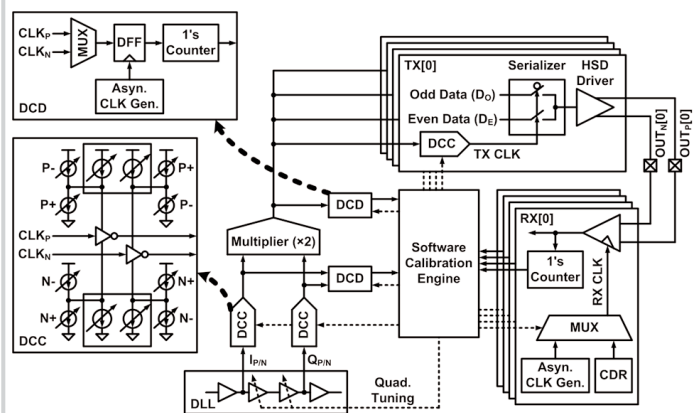 CLKP
CLKN
MUX
DFF
1's
Counter
Asyn.
CLK Gen.
DCD
P-
P+
P+
P-
CLKP
CLKN
N-
N+
N+
N-
DCC
TX[0]
Serializer
HSD
Driver
Odd Data (DO)
Even Data (DE)
DCC
TX CLK
OUTN[0]
OUTP[0]
DCD
Multiplier (×2)
DCD
Software
Calibration
Engine
DCC
DCC
IP/N
QP/N
DLL
Quad.
Tuning
RX[0]
1's
Counter
RX CLK
MUX
Asyn.
CLK Gen.
CDR